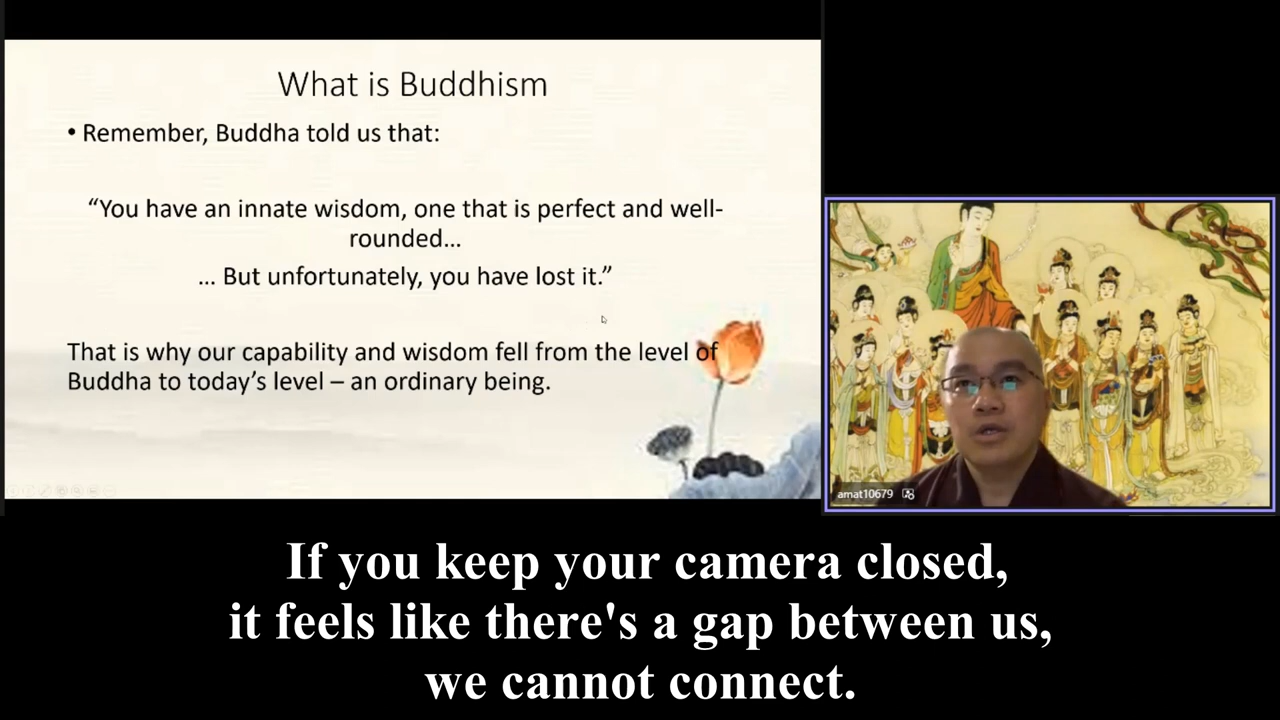 What is Buddhism
• Remember, Buddha told us that:
“You have an innate wisdom, one that is perfect and well-
rounded...
... But unfortunately, you have lost it.”
That is why our capability and wisdom fell from the level of
Buddha to today’s level – an ordinary being.
amat10679
If you keep your camera closed,
it feels like there's a gap between us,
we cannot connect.